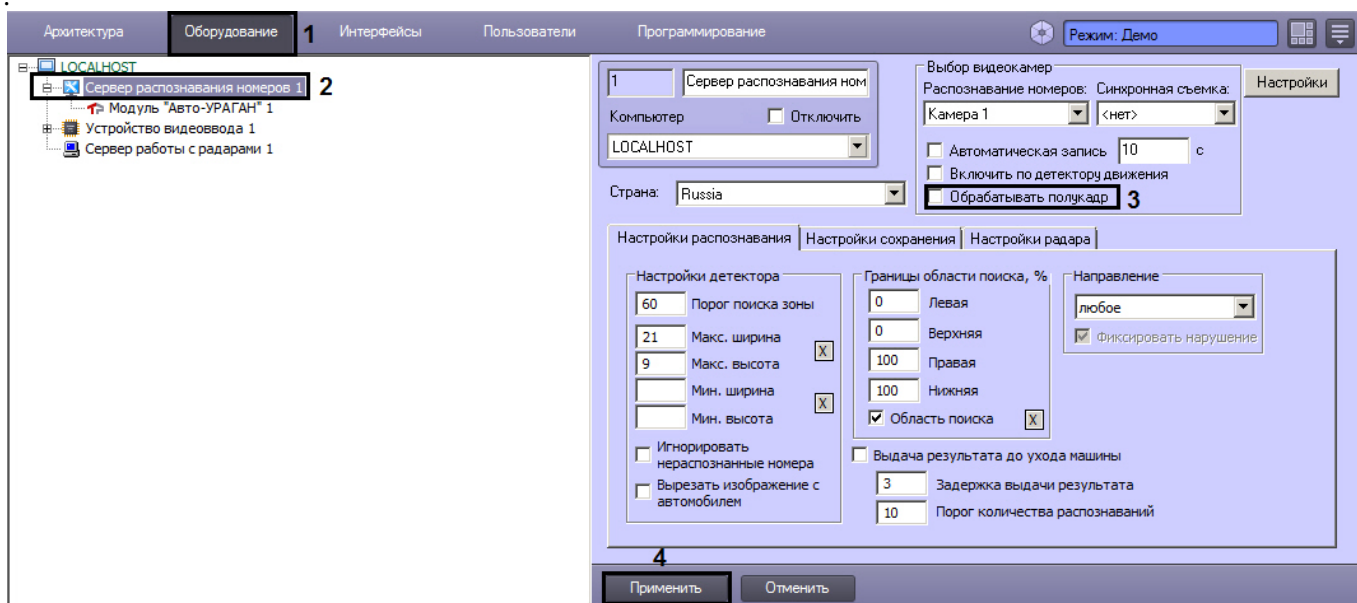 .
Архитектура Оборудование 1 Интерфейсы Пользователи Программирование Режим: Демо
LOCALHOST
Сервер распознавания номеров 1 2
Модуль "Авто-УРАГАН" 1
Устройство видеоввода 1
Сервер работы с радарами 1
1 Сервер распознавания ном
Компьютер Отключить
LOCALHOST
Страна: Russia
Выбор видеокамер
Распознавание номеров: Синхронная съемка:
Камера 1 <нет>
Автоматическая запись 10 с
Включить по детектору движения
Обрабатывать полукадр 3
Настройки
Настройки распознавания Настройки сохранения Настройки радара
Настройки детектора
60 Порог поиска зоны
21 Макс. ширина
X
9 Макс. высота
Мин. ширина
X
Мин. высота
Игнорировать
нераспознанные номера
Вырезать изображение с
автомобилем
Границы области поиска, %
0 Левая
0 Верхняя
100 Правая
100 Нижняя
Область поиска X
Направление
любое
Фиксировать нарушение
Выдача результата до ухода машины
3 Задержка выдачи результата
10 Порог количества распознаваний
4
Применить Отменить